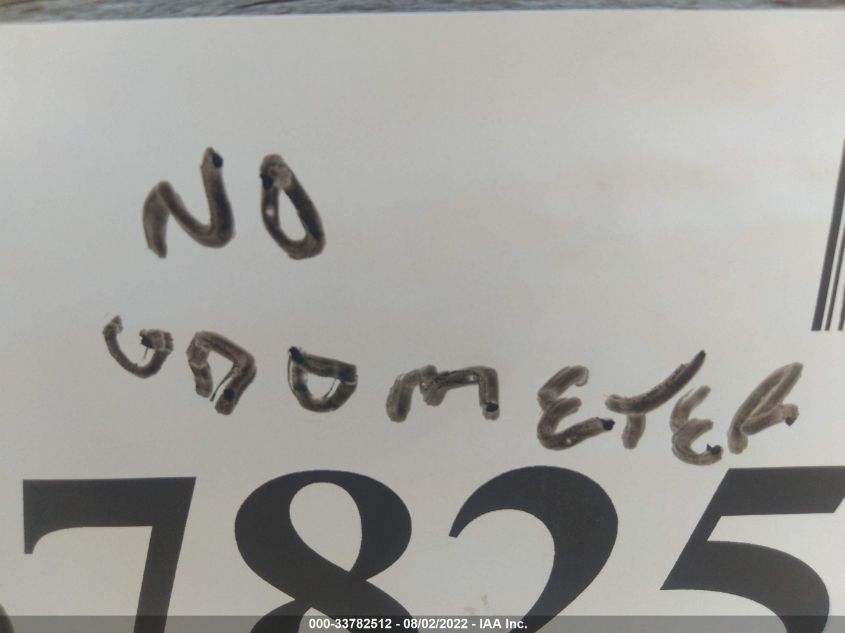 NO
ODOMETER
7825
000-33782512 - 08/02/2022 - IAA Inc.